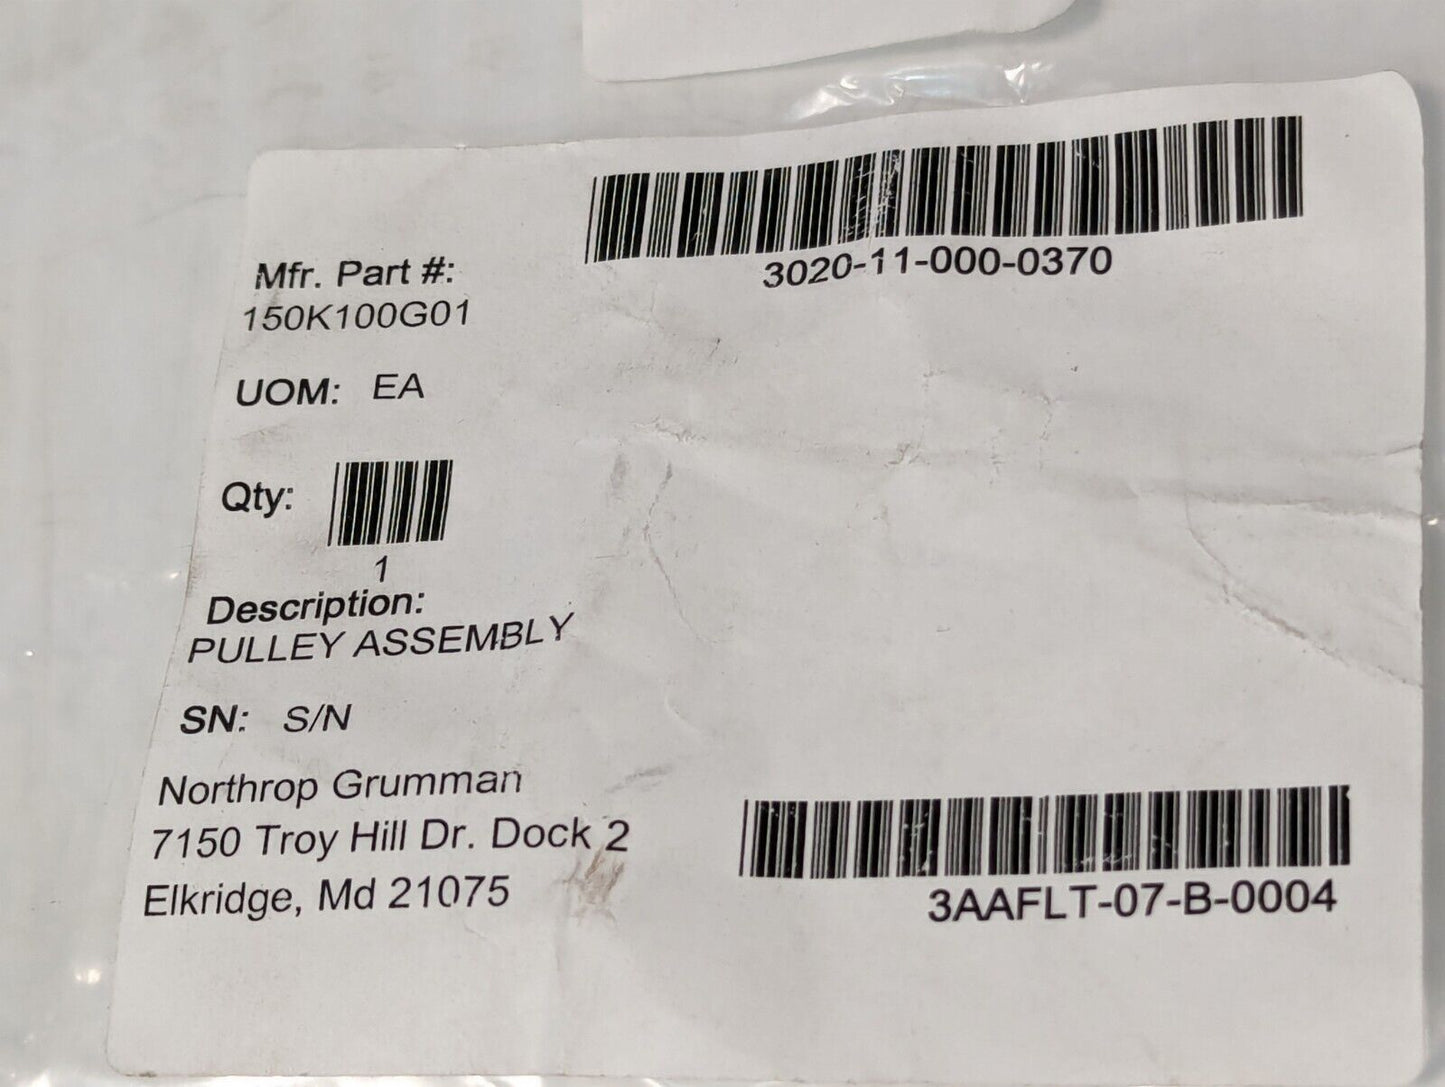 3020-11-000-0370
Mfr. Part #:
150K100G01
UOM: EA
Qty:
1
Description:
PULLEY ASSEMBLY
SN: S/N
Northrop Grumman
7150 Troy Hill Dr. Dock 2
Elkridge, Md 21075
3AAFLT-07-B-0004